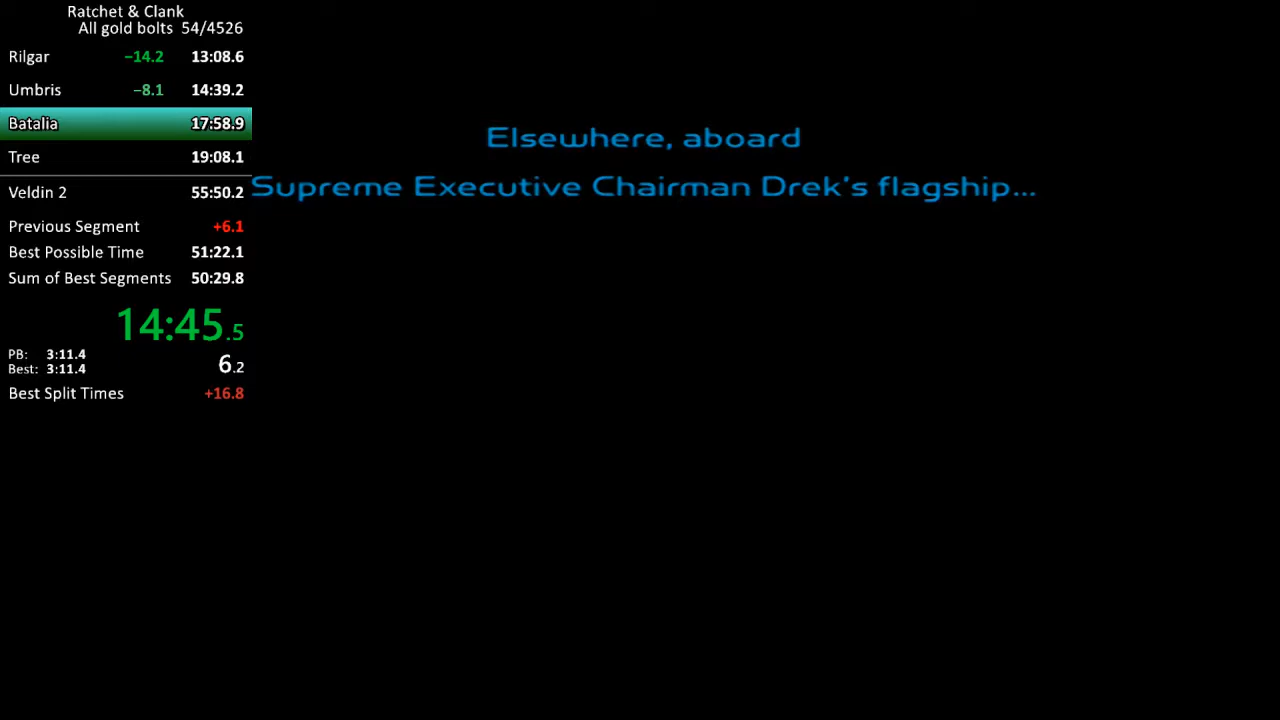 Ratchet & Clank
All gold bolts 54/4526
Rilgar −14.2 13:08.6
Umbris −8.1 14:39.2
Batalia 17:58.9
Tree 19:08.1
Veldin 2 55:50.2
Previous Segment +6.1
Best Possible Time 51:22.1
Sum of Best Segments 50:29.8
14:45.5
PB: 3:11.4
Best: 3:11.4
6.2
Best Split Times +16.8
Elsewhere, aboard
Supreme Executive Chairman Drek's flagship...